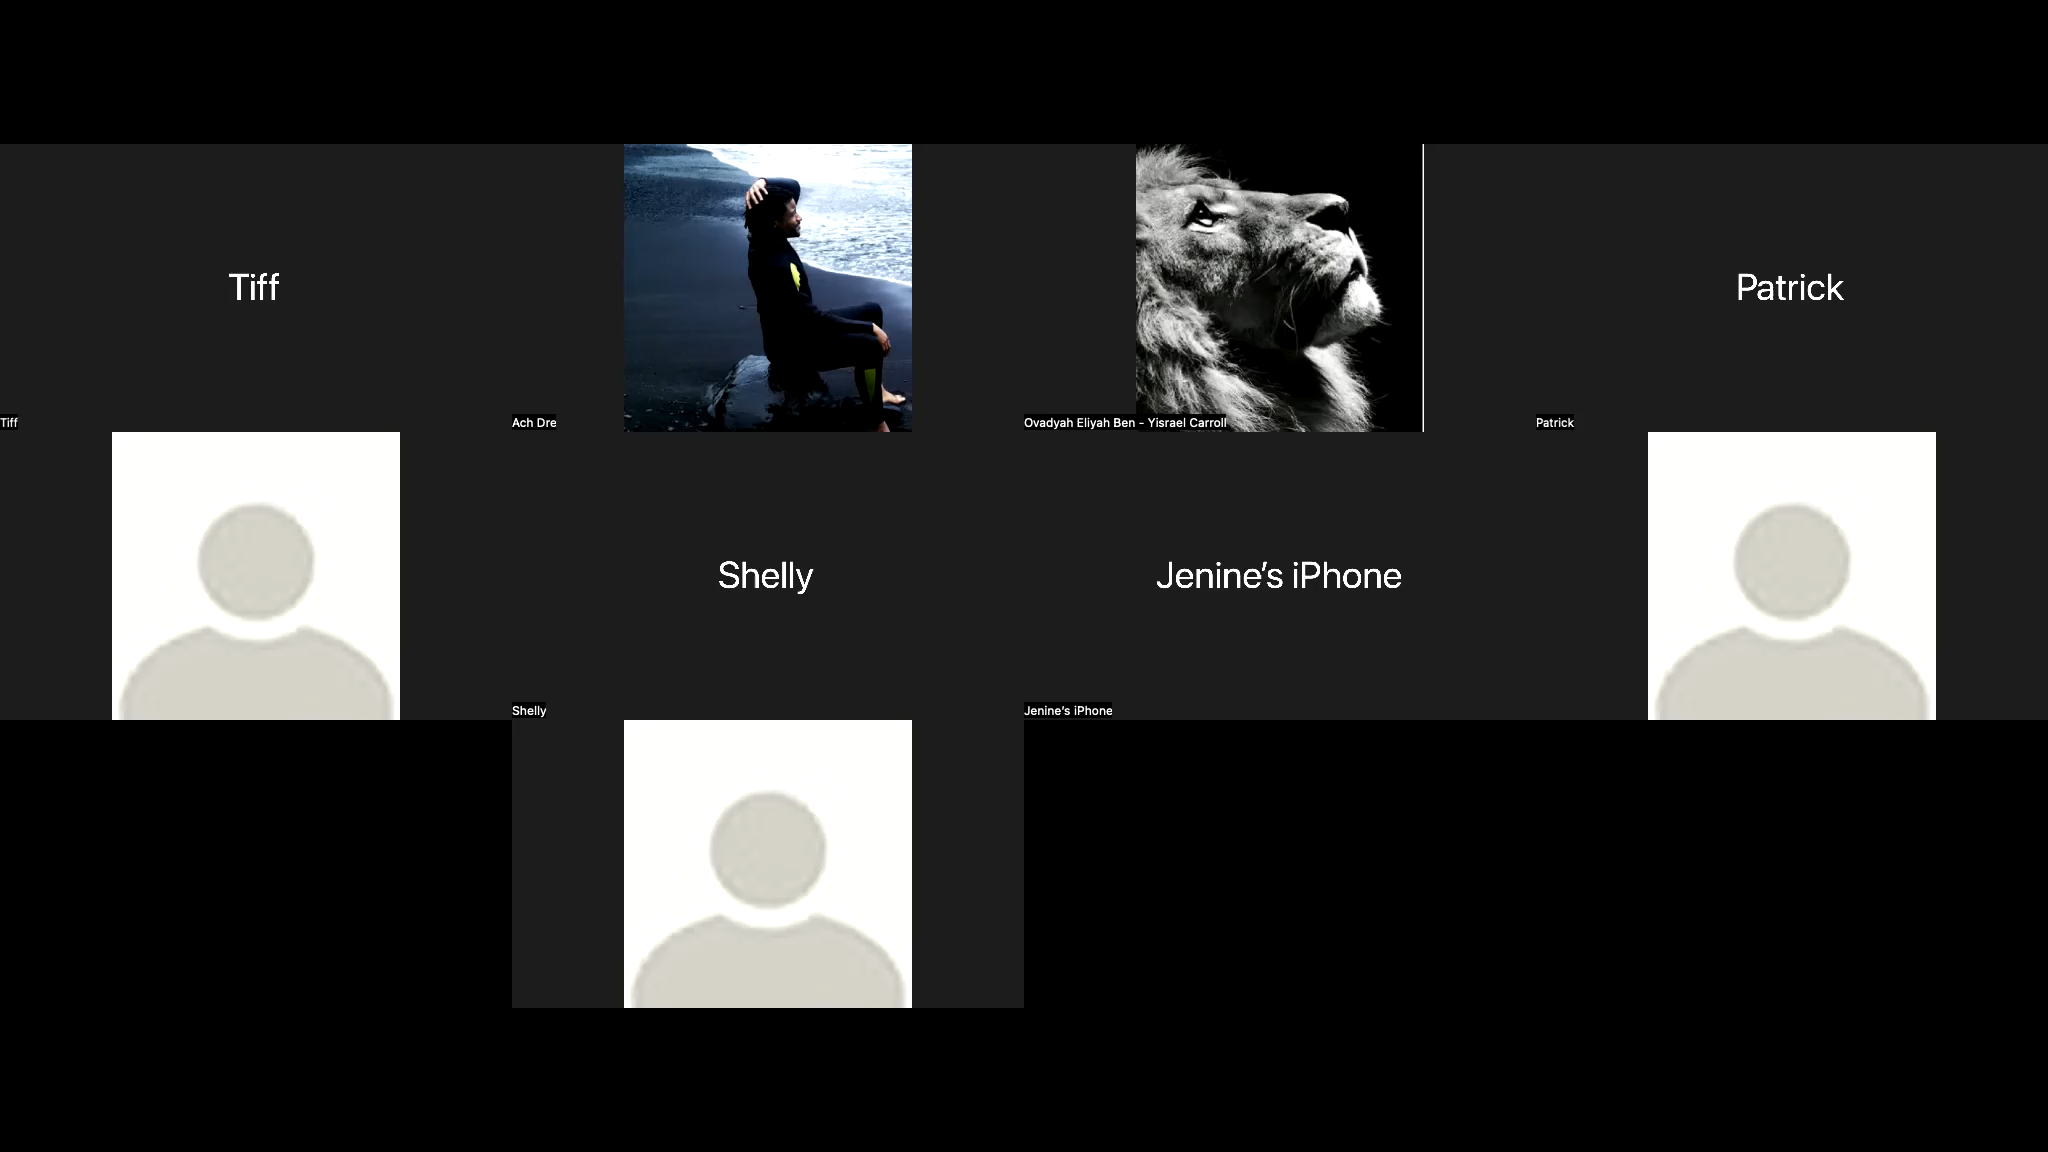 Tiff
Patrick
Tiff
Ach Dre
Ovadyah Eliyah Ben - Yisrael Carroll
Patrick
Shelly
Jenine’s iPhone
Shelly
Jenine’s iPhone